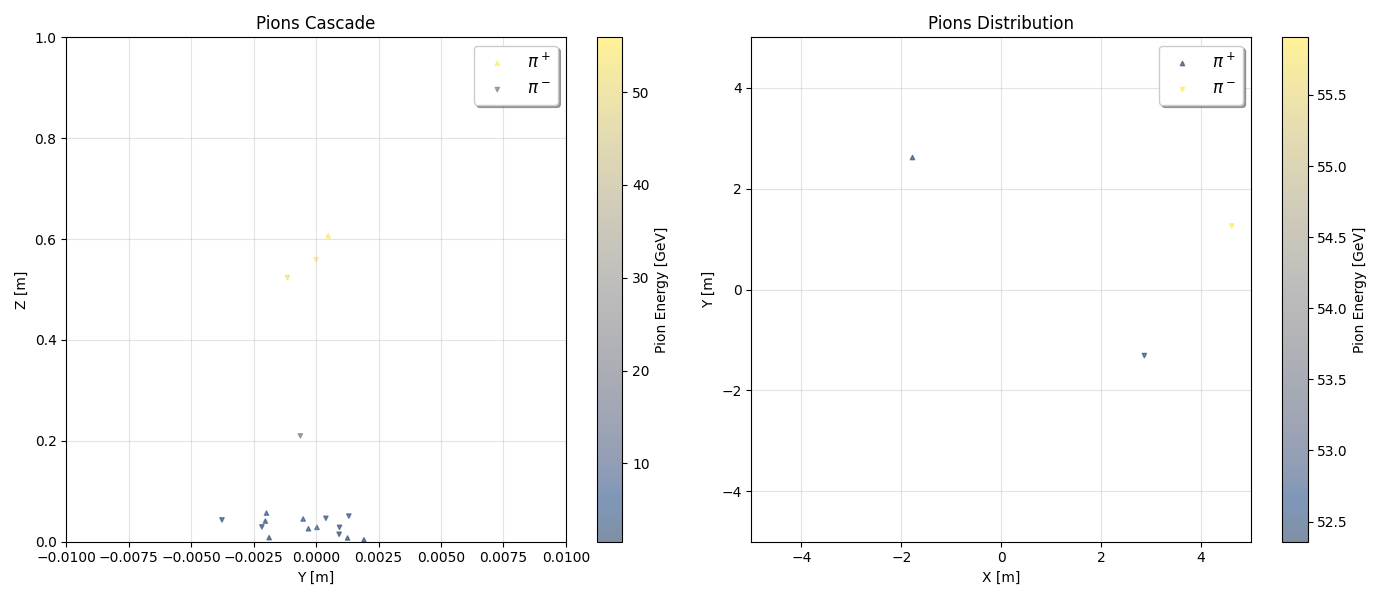 Pions Cascade
π+
π−
1.0
0.8
0.6
0.4
0.2
0.0
Z [m]
−0.0100 −0.0075 −0.0050 −0.0025 0.0000 0.0025 0.0050 0.0075 0.0100
Y [m]
50
40
30
20
10
Pion Energy [GeV]
Pions Distribution
π+
π−
4
2
0
−2
−4
Y [m]
−4 −2 0 2 4
X [m]
55.5
55.0
54.5
54.0
53.5
53.0
52.5
Pion Energy [GeV]